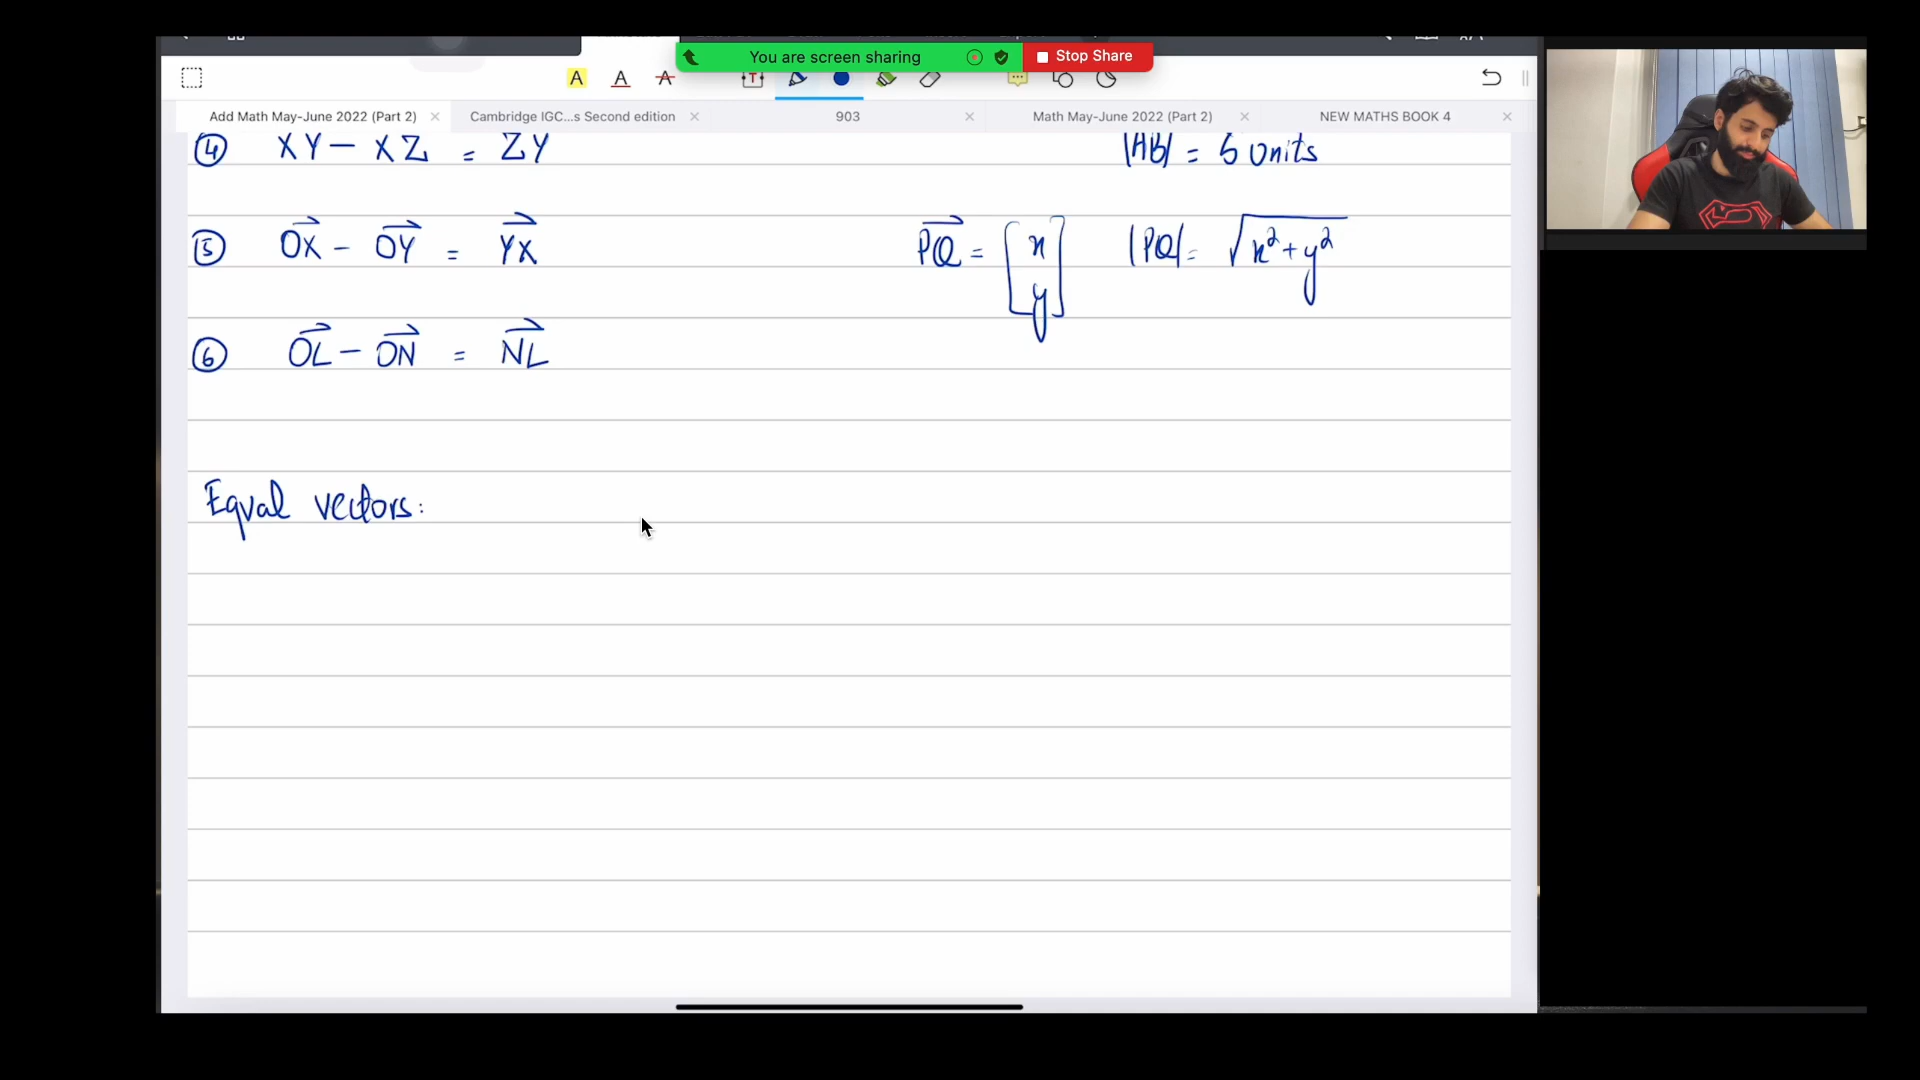 You are screen sharing Stop Share
A A A T
Add Math May-June 2022 (Part 2) Cambridge IGC...s Second edition 903 Math May-June 2022 (Part 2) NEW MATHS BOOK 4
④ XY - XZ = ZY
|AB| = 5 units
⑤ OX - OY = YX
PQ = [x y] |PQ| = √x²+y²
⑥ OL - ON = NL
Equal vectors: